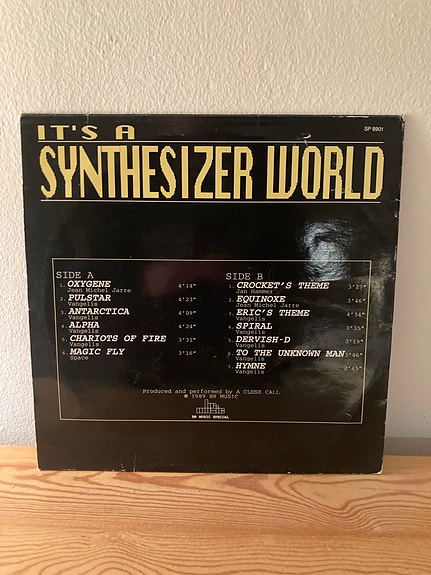 IT'S A
SP 8901
SYNTHESIZER WORLD
SIDE A
1. OXYGENE 4'14"
Jean Michel Jarre
2. PULSTAR 4'23"
Vangelis
3. ANTARCTICA 4'09"
Vangelis
4. ALPHA 4'24"
Vangelis
5. CHARIOTS OF FIRE 3'31"
Vangelis
6. MAGIC FLY 3'16"
Space
SIDE B
1. CROCKET'S THEME 3'27"
Jan Hammer
2. EQUINOXE 3'46"
Jean Michel Jarre
3. ERIC'S THEME 4'34"
Vangelis
4. SPIRAL 3'35"
Vangelis
5. DERVISH-D 3'19"
Vangelis
6. TO THE UNKNOWN MAN 3'46"
Vangelis
7. HYMNE 2'45"
Vangelis
Produced and performed by A CLOSE CALL
© 1989 BR MUSIC
BR MUSIC SPECIAL